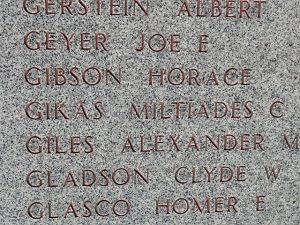 GERSTEIN ALBERT
GEYER JOE E
GIBSON HORACE
GIKAS MILTIADES C
GILES ALEXANDER M
GLADSON CLYDE W
GLASCO HOMER E